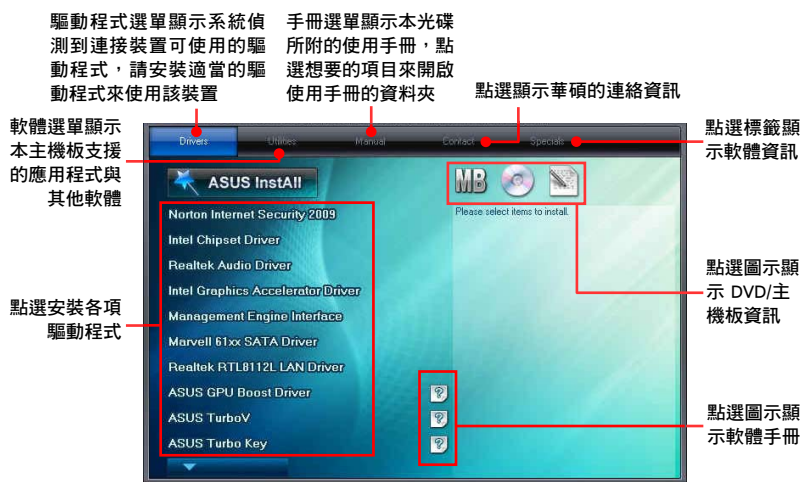 驅動程式選單顯示系統偵
測到連接裝置可使用的驅
動程式，請安裝適當的驅
動程式來使用該裝置
手冊選單顯示本光碟
所附的使用手冊，點
選想要的項目來開啟
使用手冊的資料夾
點選顯示華碩的連絡資訊
軟體選單顯示
本主機板支援
的應用程式與
其他軟體
點選標籤顯
示軟體資訊
Drivers
Utilities
Manual
Contact
Specials
ASUS InstAll
MB
Please select items to install.
Norton Internet Security 2009
Intel Chipset Driver
Realtek Audio Driver
Intel Graphics Accelerator Driver
Management Engine Interface
Marvell 61xx SATA Driver
Realtek RTL8112L LAN Driver
ASUS GPU Boost Driver
?
ASUS TurboV
?
ASUS Turbo Key
?
點選安裝各項
驅動程式
點選圖示顯
示 DVD/主
機板資訊
點選圖示顯
示軟體手冊